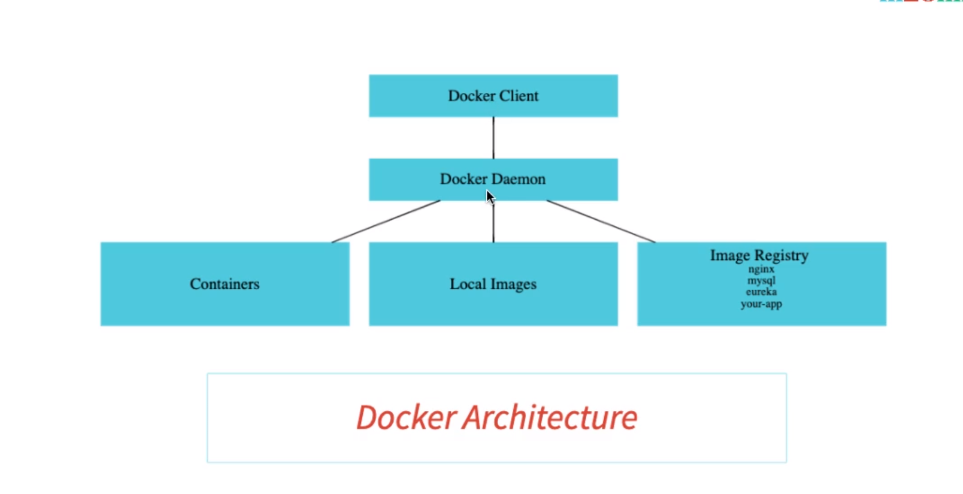 Docker Client
Docker Daemon
Containers
Local Images
Image Registry
nginx
mysql
eureka
your-app
Docker Architecture